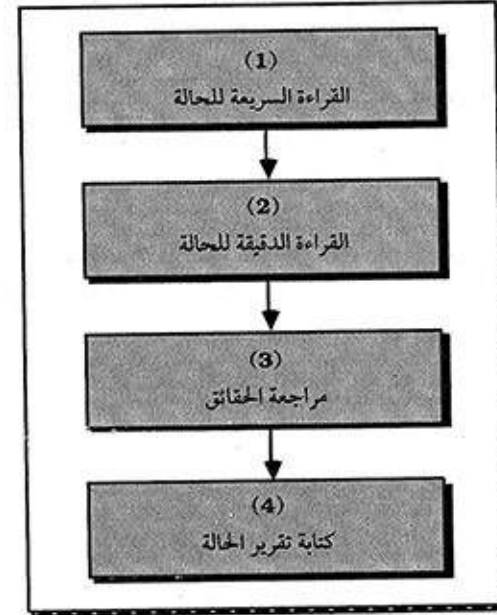 (1)
القراءة السريعة للحالة
(2)
القراءة الدقيقة للحالة
(3)
مراجعة الحقائق
(4)
كتابة تقرير الحالة